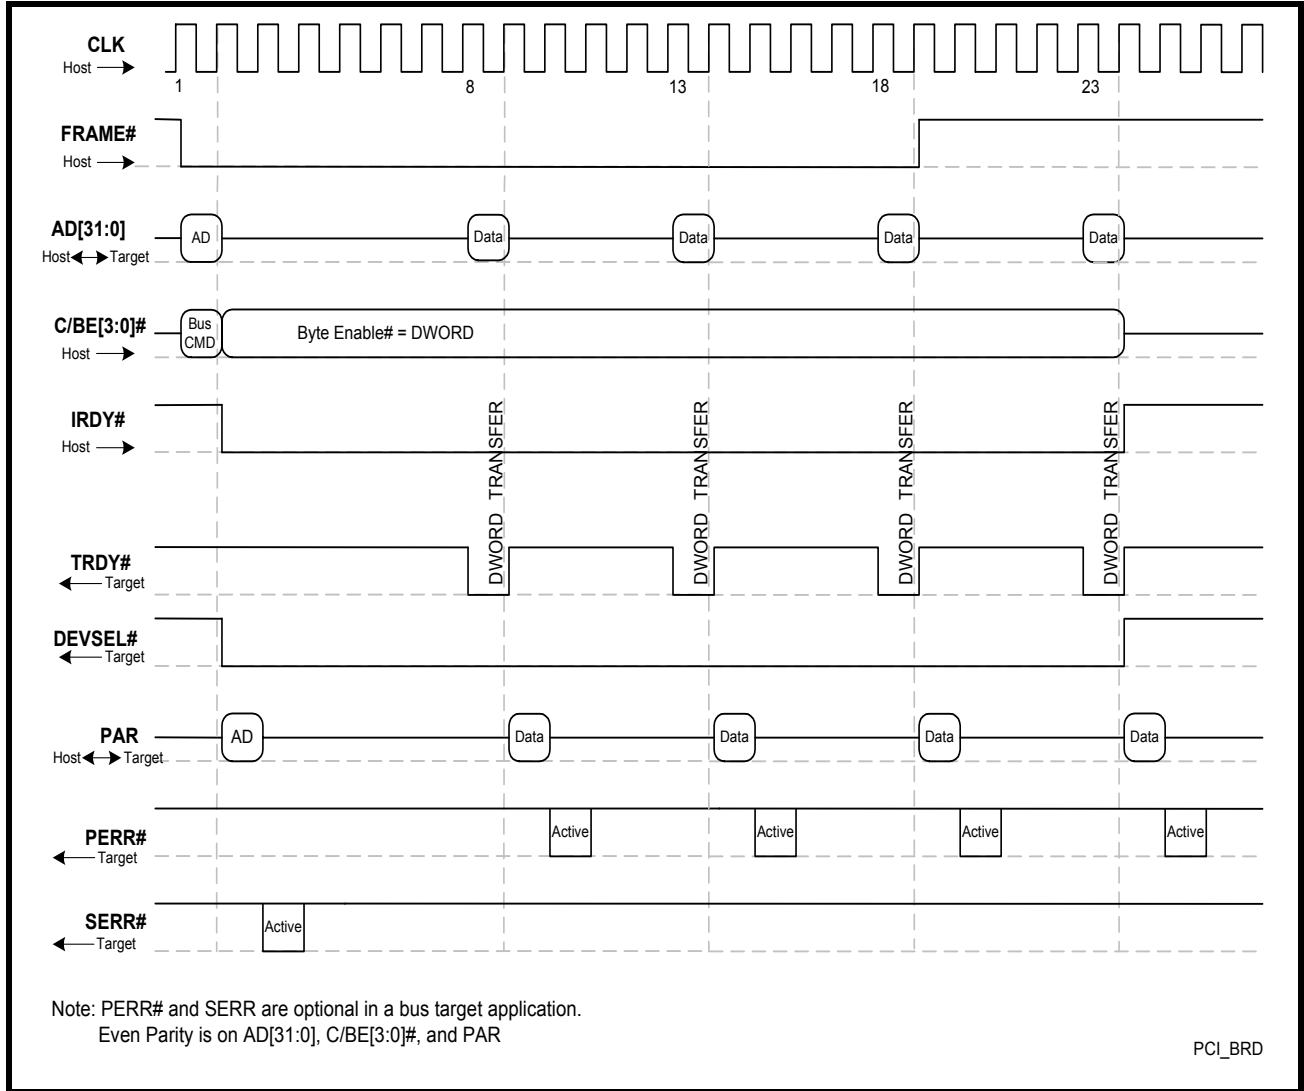 CLK
Host
1 8 13 18 23
FRAME#
Host
AD[31:0]
Host Target
AD Data Data Data Data
C/BE[3:0]#
Host
Bus
CMD
Byte Enable# = DWORD
IRDY#
Host
DWORD TRANSFER
DWORD TRANSFER
DWORD TRANSFER
DWORD TRANSFER
TRDY#
Target
DEVSEL#
Target
PAR
Host Target
AD Data Data Data Data
PERR#
Target
Active Active Active Active
SERR#
Target
Active
Note: PERR# and SERR are optional in a bus target application.
Even Parity is on AD[31:0], C/BE[3:0]#, and PAR
PCI_BRD